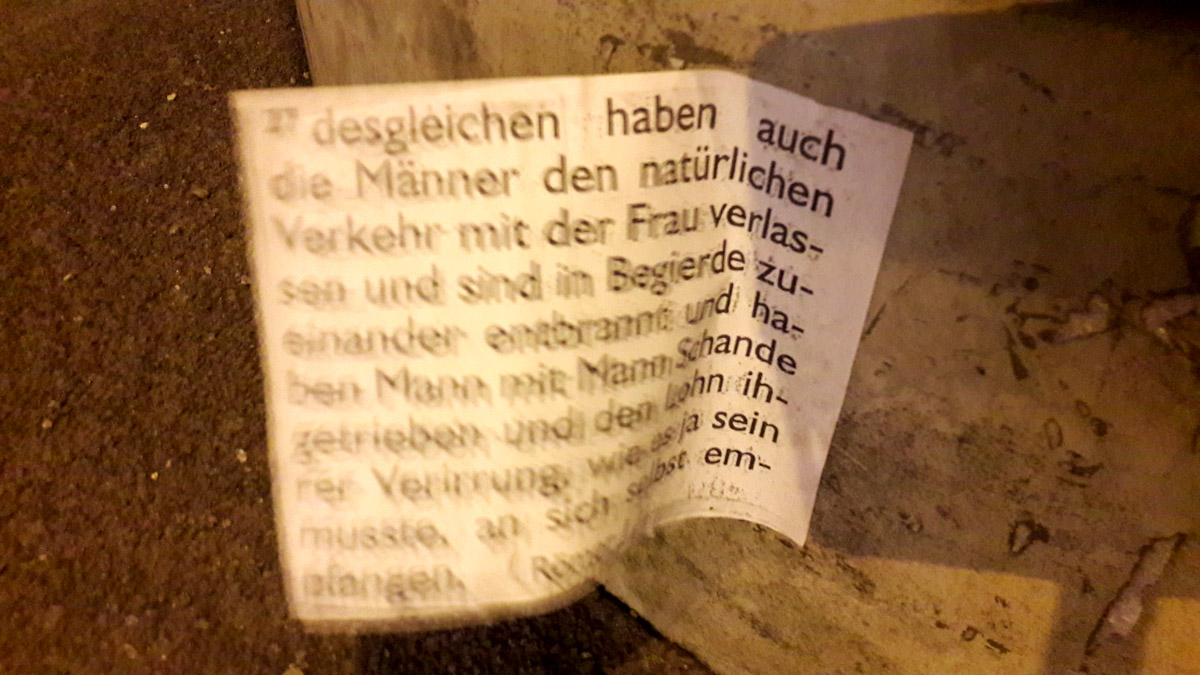 27 desgleichen haben auch
die Männer den natürlichen
Verkehr mit der Frau verlas-
sen und sind in Begierde zu-
einander entbrannt und ha-
ben Mann mit Mann Schande
getrieben und den Lohn ih-
rer Verirrung, wie es ja sein
musste, an sich selbst em-
pfangen.